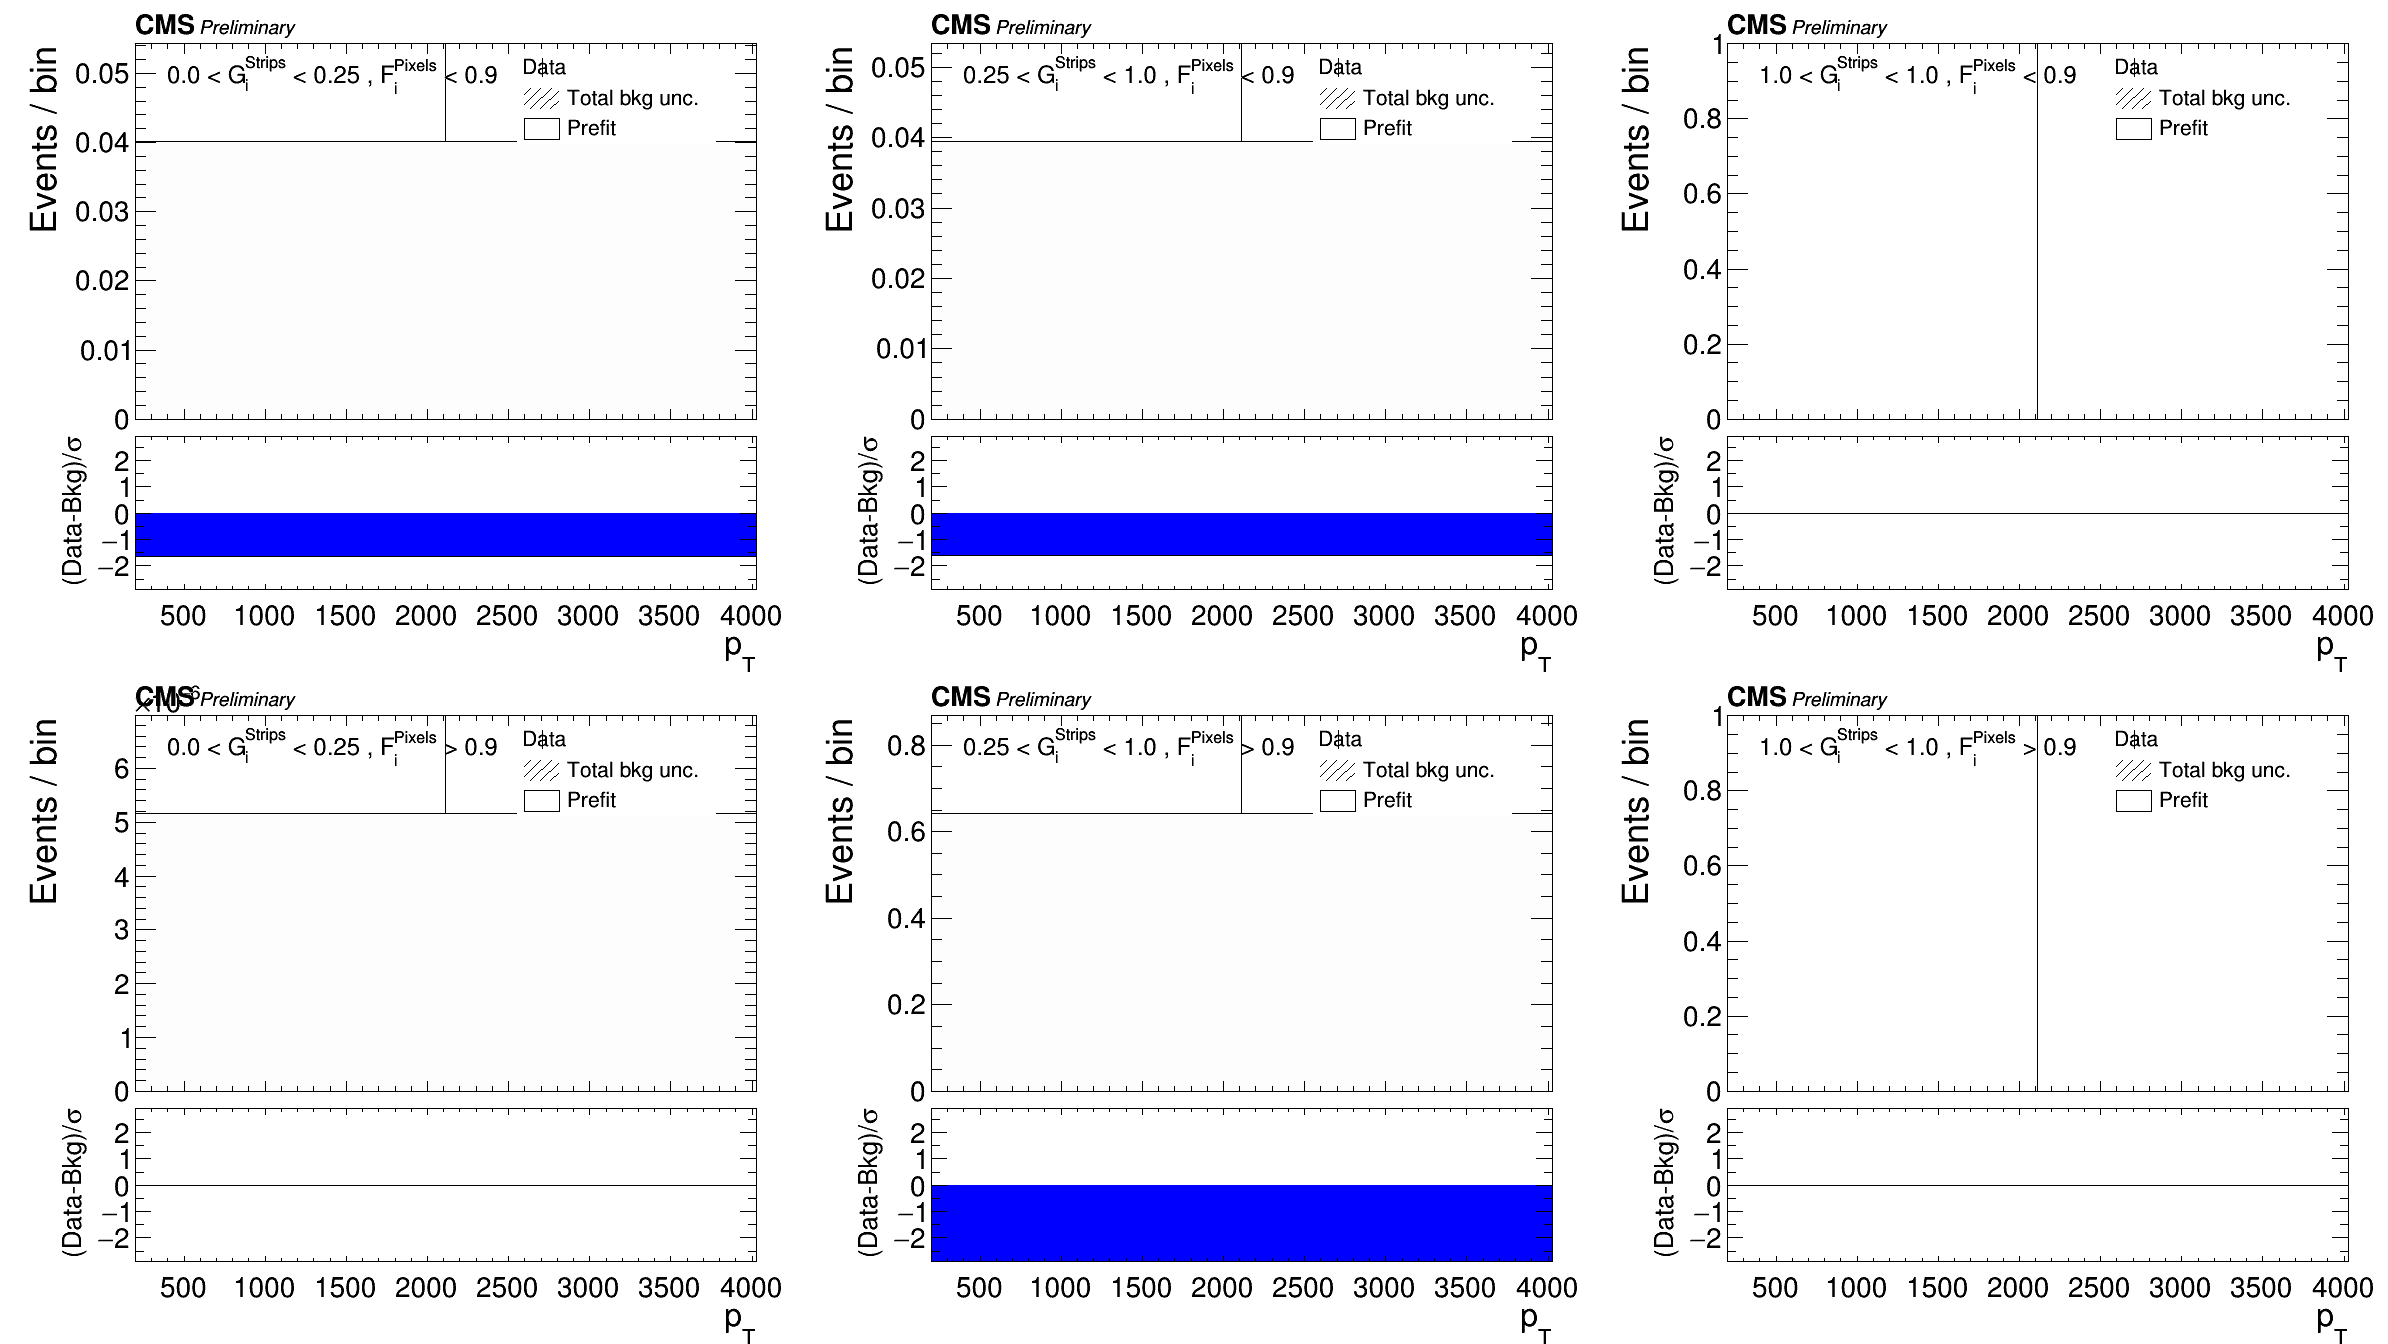 CMS Preliminary
Events / bin
0.0 < G_i^Strips < 0.25 , F_i^Pixels < 0.9
Data
Total bkg unc.
Prefit
0.05
0.04
0.03
0.02
0.01
0
(Data-Bkg)/σ
2
1
0
−1
−2
500 1000 1500 2000 2500 3000 3500 4000
p_T
CMS Preliminary
Events / bin
0.25 < G_i^Strips < 1.0 , F_i^Pixels < 0.9
Data
Total bkg unc.
Prefit
0.05
0.04
0.03
0.02
0.01
0
(Data-Bkg)/σ
2
1
0
−1
−2
500 1000 1500 2000 2500 3000 3500 4000
p_T
CMS Preliminary
Events / bin
1.0 < G_i^Strips < 1.0 , F_i^Pixels < 0.9
Data
Total bkg unc.
Prefit
1
0.8
0.6
0.4
0.2
0
(Data-Bkg)/σ
2
1
0
−1
−2
500 1000 1500 2000 2500 3000 3500 4000
p_T
CMS Preliminary
×10^−6
Events / bin
0.0 < G_i^Strips < 0.25 , F_i^Pixels > 0.9
Data
Total bkg unc.
Prefit
6
5
4
3
2
1
0
(Data-Bkg)/σ
2
1
0
−1
−2
500 1000 1500 2000 2500 3000 3500 4000
p_T
CMS Preliminary
Events / bin
0.25 < G_i^Strips < 1.0 , F_i^Pixels > 0.9
Data
Total bkg unc.
Prefit
0.8
0.6
0.4
0.2
0
(Data-Bkg)/σ
2
1
0
−1
−2
500 1000 1500 2000 2500 3000 3500 4000
p_T
CMS Preliminary
Events / bin
1.0 < G_i^Strips < 1.0 , F_i^Pixels > 0.9
Data
Total bkg unc.
Prefit
1
0.8
0.6
0.4
0.2
0
(Data-Bkg)/σ
2
1
0
−1
−2
500 1000 1500 2000 2500 3000 3500 4000
p_T